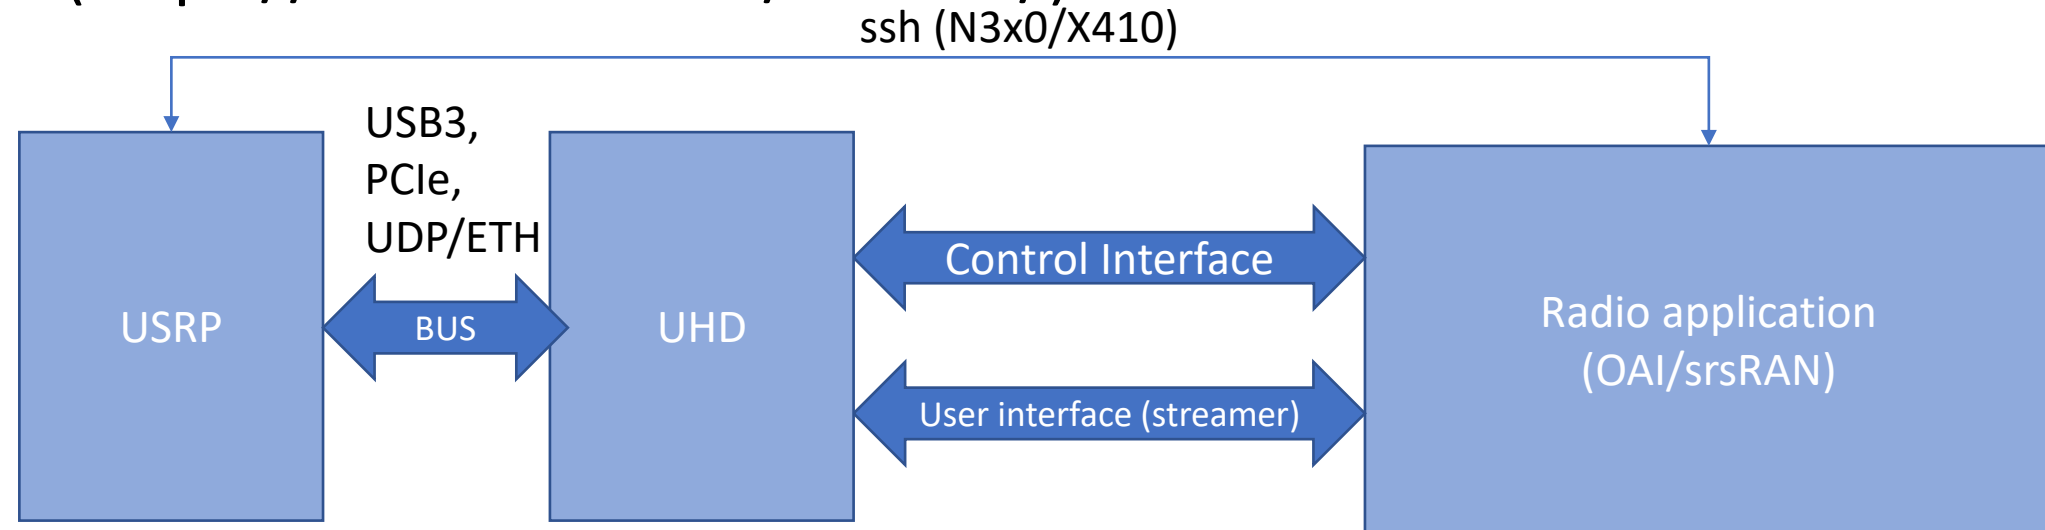 ssh (N3x0/X410)
USB3,
PCIe,
UDP/ETH
USRP
BUS
UHD
Control Interface
User interface (streamer)
Radio application
(OAI/srsRAN)